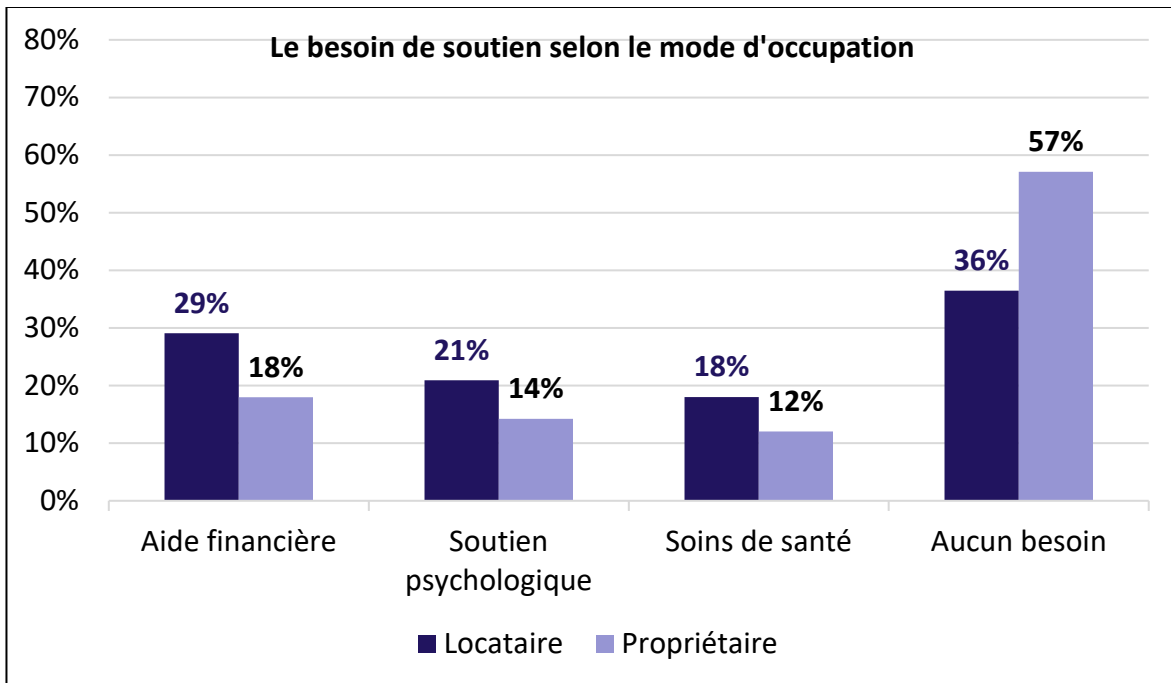 Le besoin de soutien selon le mode d'occupation
80%
70%
60%
50%
40%
30%
20%
10%
0%
29%
18%
21%
14%
18%
12%
36%
57%
Aide financière
Soutien
psychologique
Soins de santé
Aucun besoin
Locataire
Propriétaire